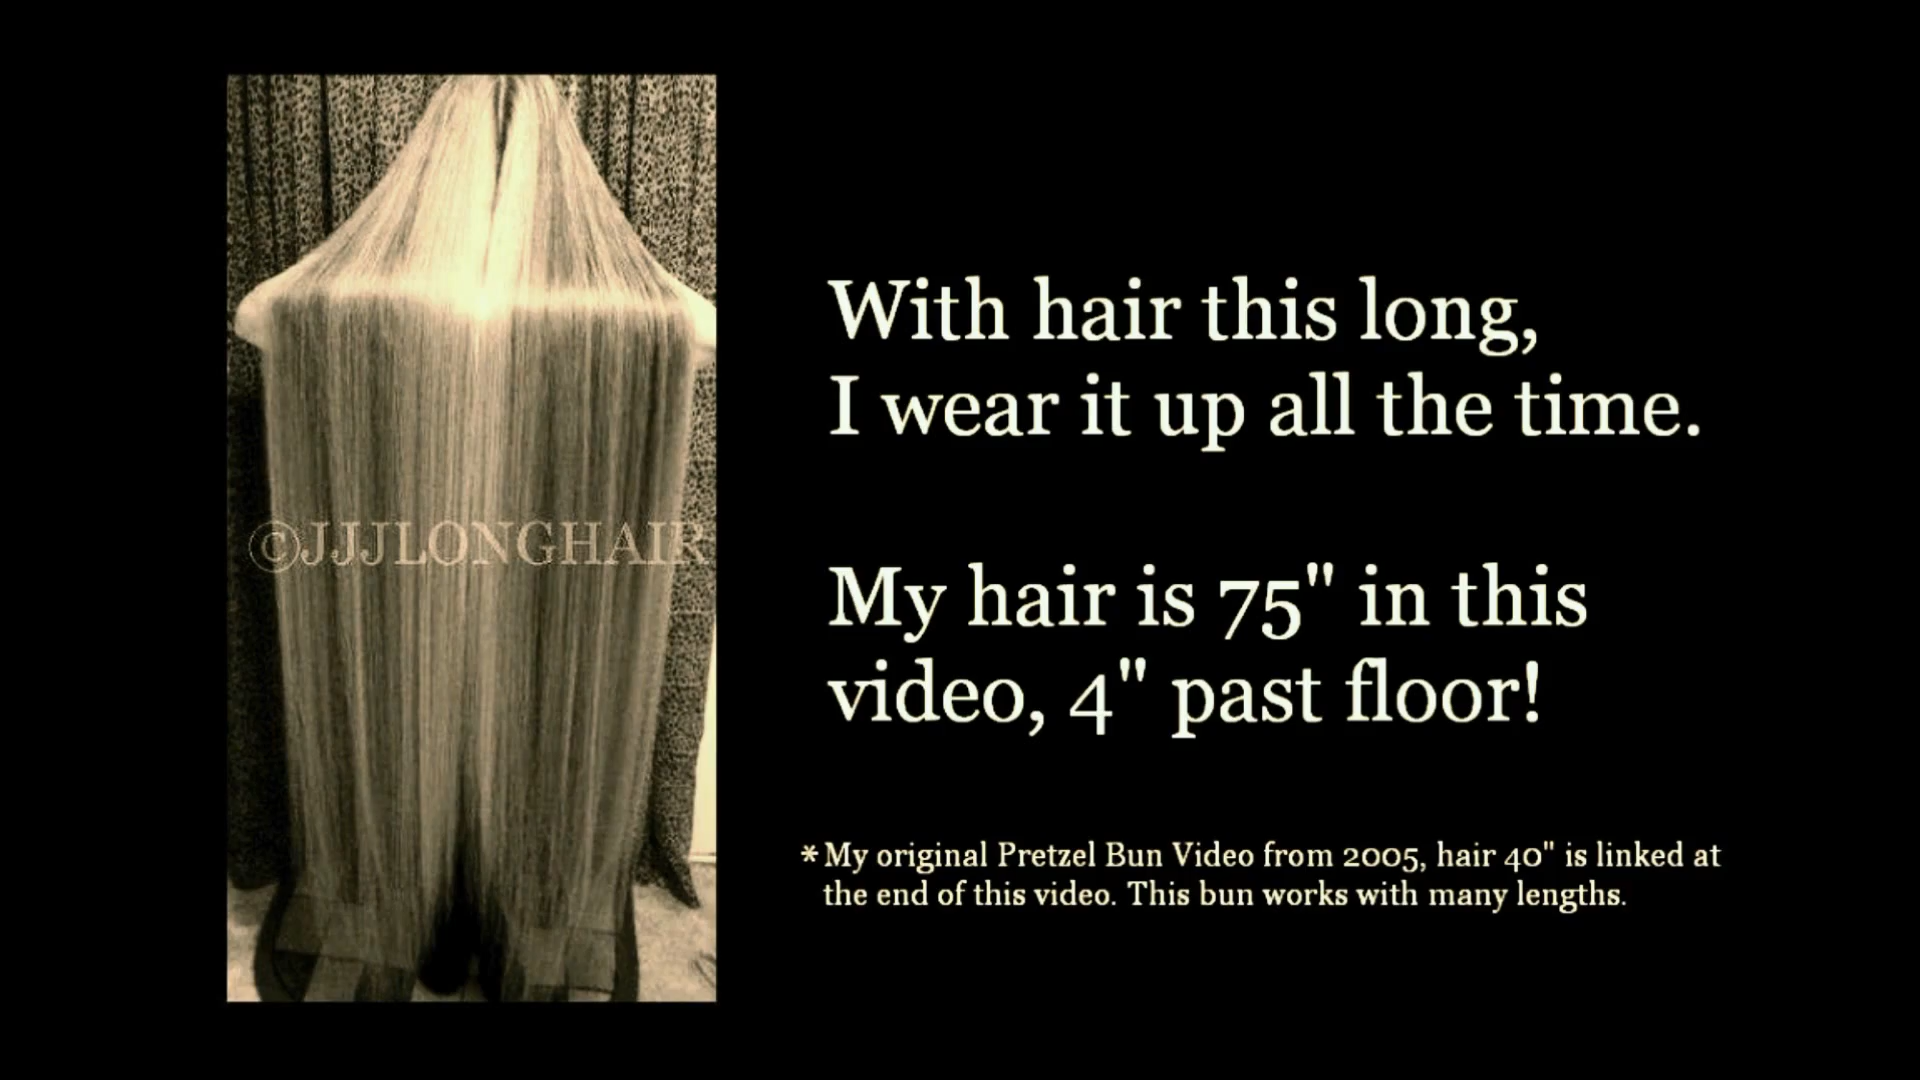 ©JJJLONGHAIR
With hair this long,
I wear it up all the time.
My hair is 75" in this
video, 4" past floor!
*My original Pretzel Bun Video from 2005, hair 40" is linked at
the end of this video. This bun works with many lengths.